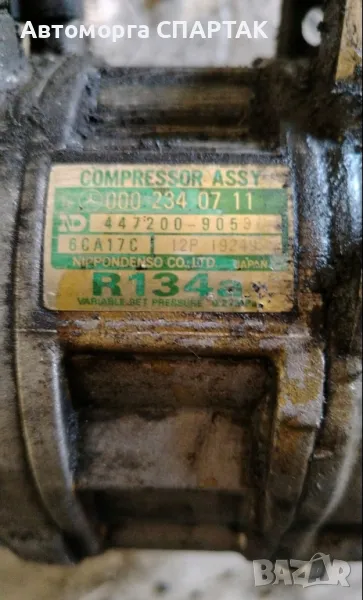 Автоморга СПАРТАК
COMPRESSOR ASSY
000 234 07 11
447200-9059
6CA17C 12P
NIPPONDENSO CO., LTD. JAPAN
R134a
BAZAR